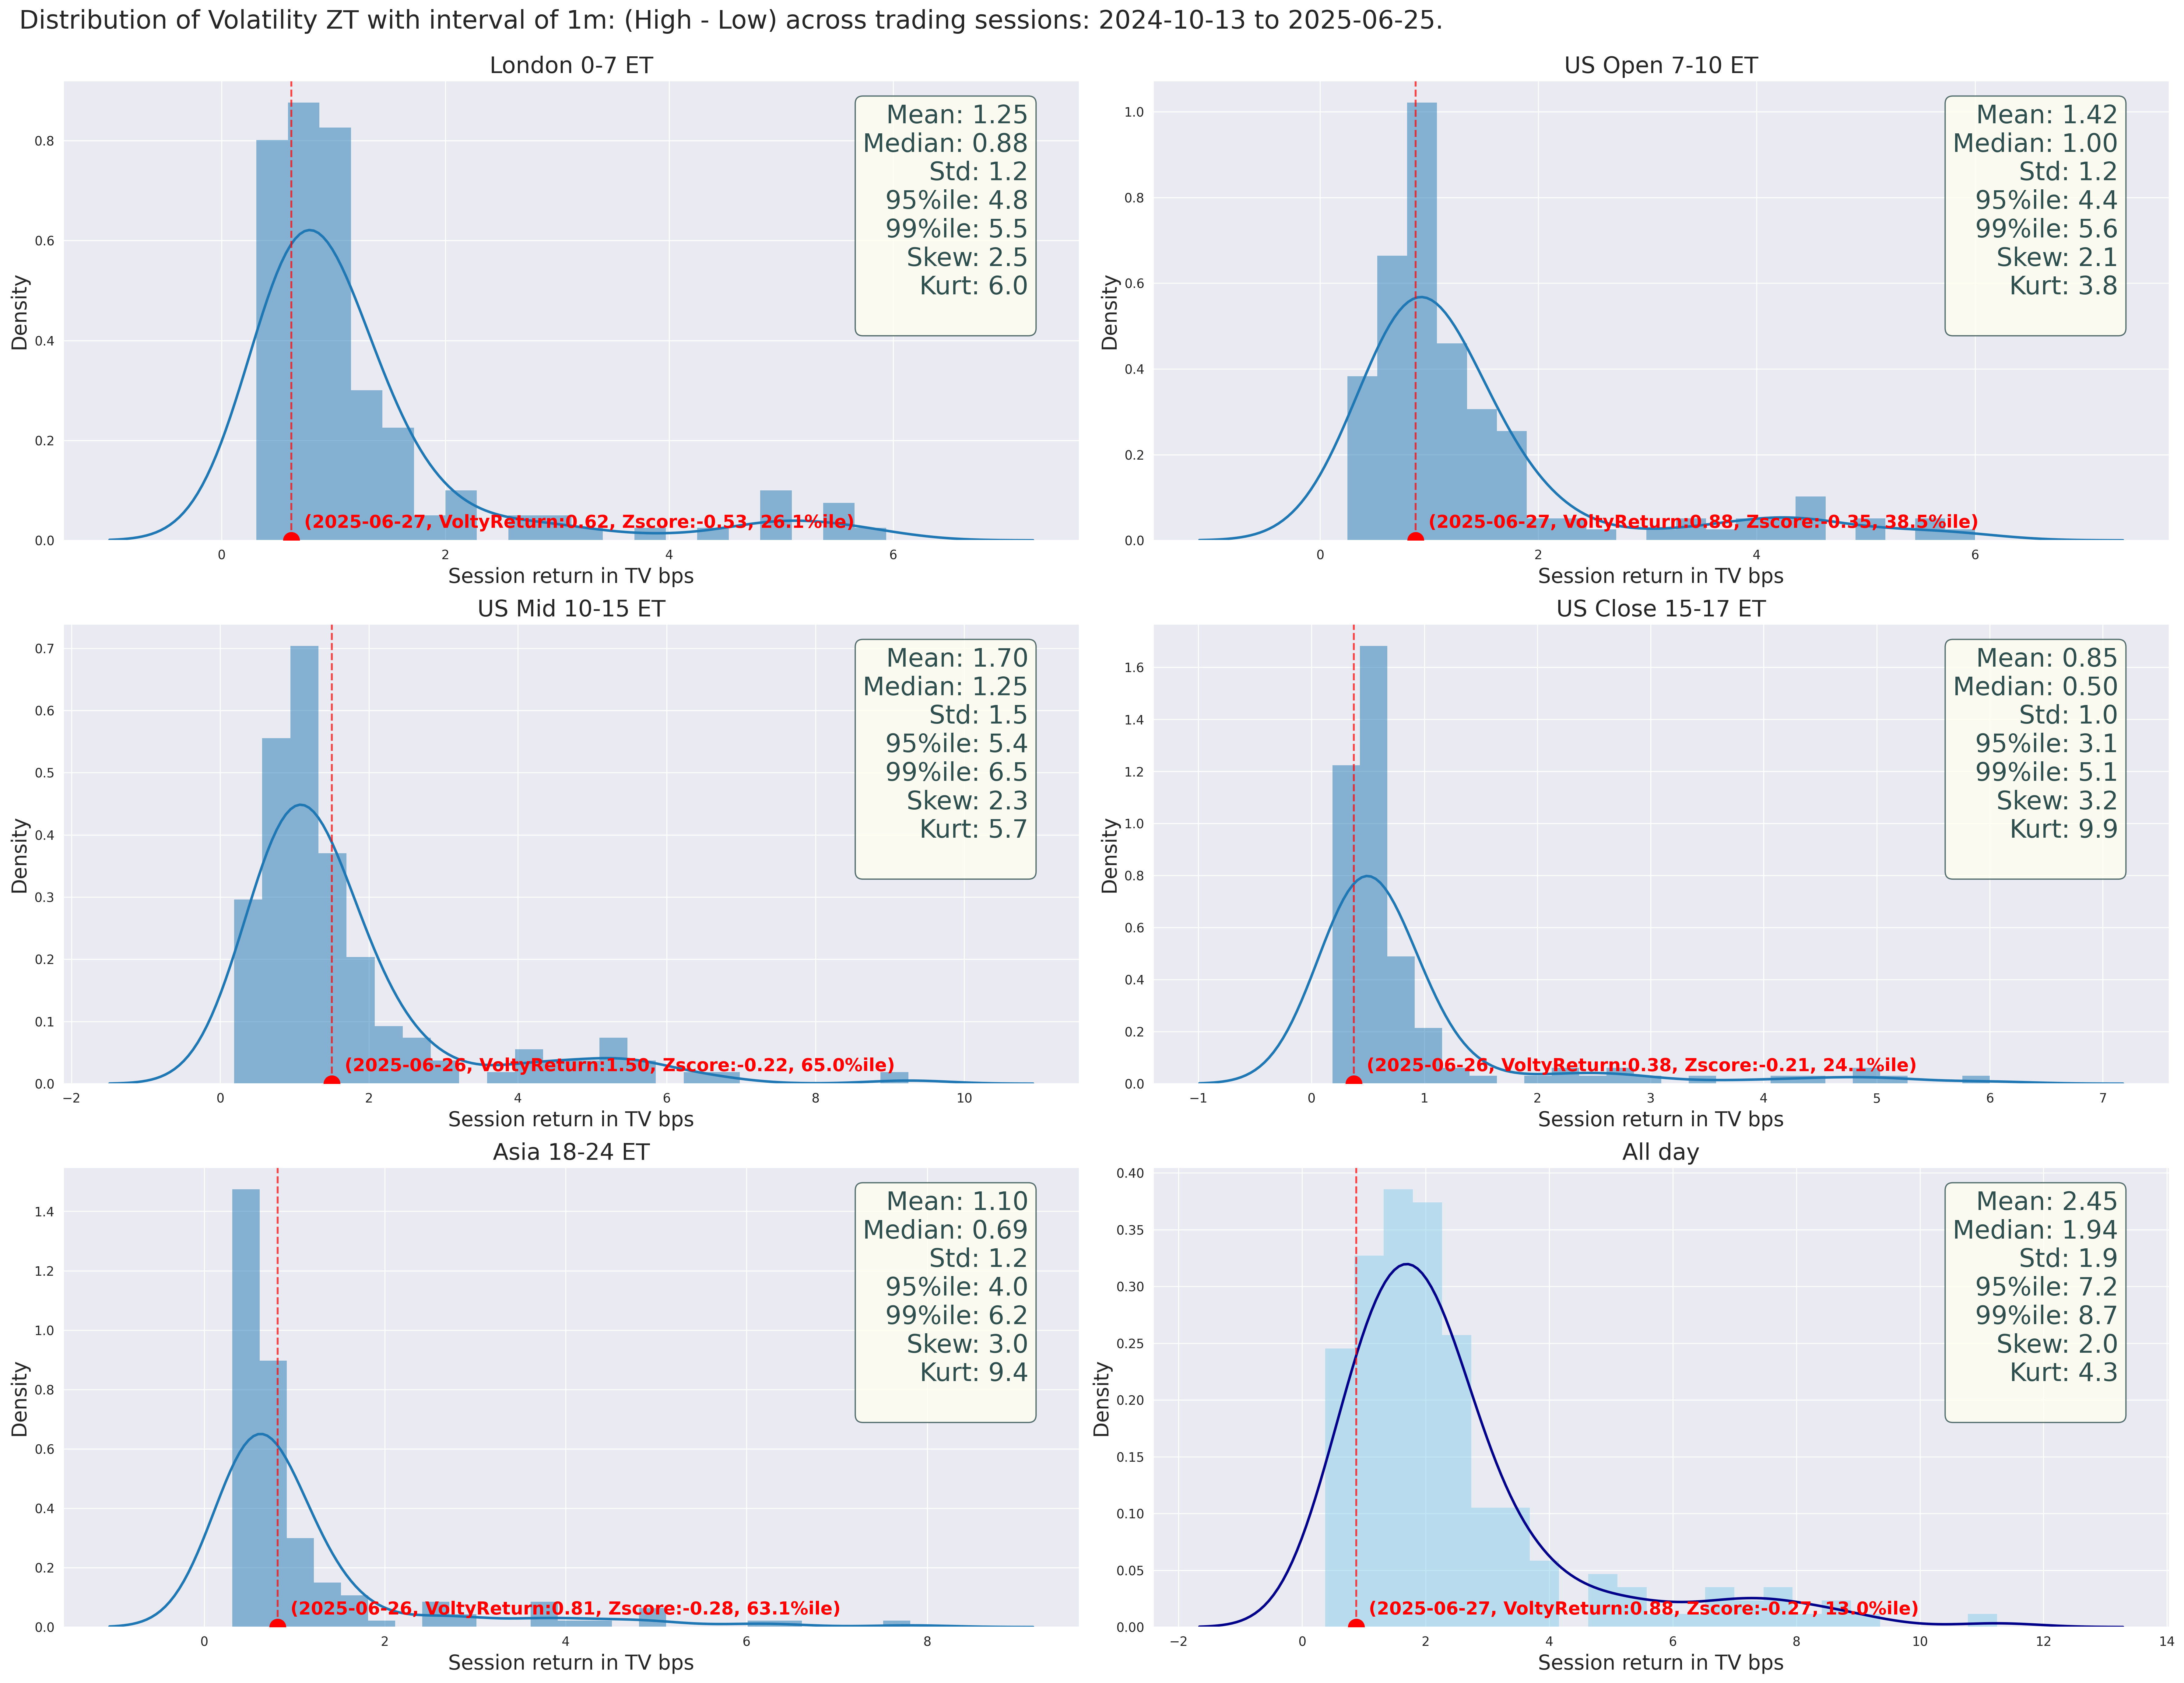 Distribution of Volatility ZT with interval of 1m: (High - Low) across trading sessions: 2024-10-13 to 2025-06-25.
London 0-7 ET
Density
0.8
0.6
0.4
0.2
0.0
0
2
4
6
Session return in TV bps
Mean: 1.25
Median: 0.88
Std: 1.2
95%ile: 4.8
99%ile: 5.5
Skew: 2.5
Kurt: 6.0
(2025-06-27, VoltyReturn:0.62, Zscore:-0.53, 26.1%ile)
US Open 7-10 ET
Density
1.0
0.8
0.6
0.4
0.2
0.0
0
2
4
6
Session return in TV bps
Mean: 1.42
Median: 1.00
Std: 1.2
95%ile: 4.4
99%ile: 5.6
Skew: 2.1
Kurt: 3.8
(2025-06-27, VoltyReturn:0.88, Zscore:-0.35, 38.5%ile)
US Mid 10-15 ET
Density
0.7
0.6
0.5
0.4
0.3
0.2
0.1
0.0
−2
0
2
4
6
8
10
Session return in TV bps
Mean: 1.70
Median: 1.25
Std: 1.5
95%ile: 5.4
99%ile: 6.5
Skew: 2.3
Kurt: 5.7
(2025-06-26, VoltyReturn:1.50, Zscore:-0.22, 65.0%ile)
US Close 15-17 ET
Density
1.6
1.4
1.2
1.0
0.8
0.6
0.4
0.2
0.0
−1
0
1
2
3
4
5
6
7
Session return in TV bps
Mean: 0.85
Median: 0.50
Std: 1.0
95%ile: 3.1
99%ile: 5.1
Skew: 3.2
Kurt: 9.9
(2025-06-26, VoltyReturn:0.38, Zscore:-0.21, 24.1%ile)
Asia 18-24 ET
Density
1.4
1.2
1.0
0.8
0.6
0.4
0.2
0.0
0
2
4
6
8
Session return in TV bps
Mean: 1.10
Median: 0.69
Std: 1.2
95%ile: 4.0
99%ile: 6.2
Skew: 3.0
Kurt: 9.4
(2025-06-26, VoltyReturn:0.81, Zscore:-0.28, 63.1%ile)
All day
Density
0.40
0.35
0.30
0.25
0.20
0.15
0.10
0.05
0.00
−2
0
2
4
6
8
10
12
14
Session return in TV bps
Mean: 2.45
Median: 1.94
Std: 1.9
95%ile: 7.2
99%ile: 8.7
Skew: 2.0
Kurt: 4.3
(2025-06-27, VoltyReturn:0.88, Zscore:-0.27, 13.0%ile)